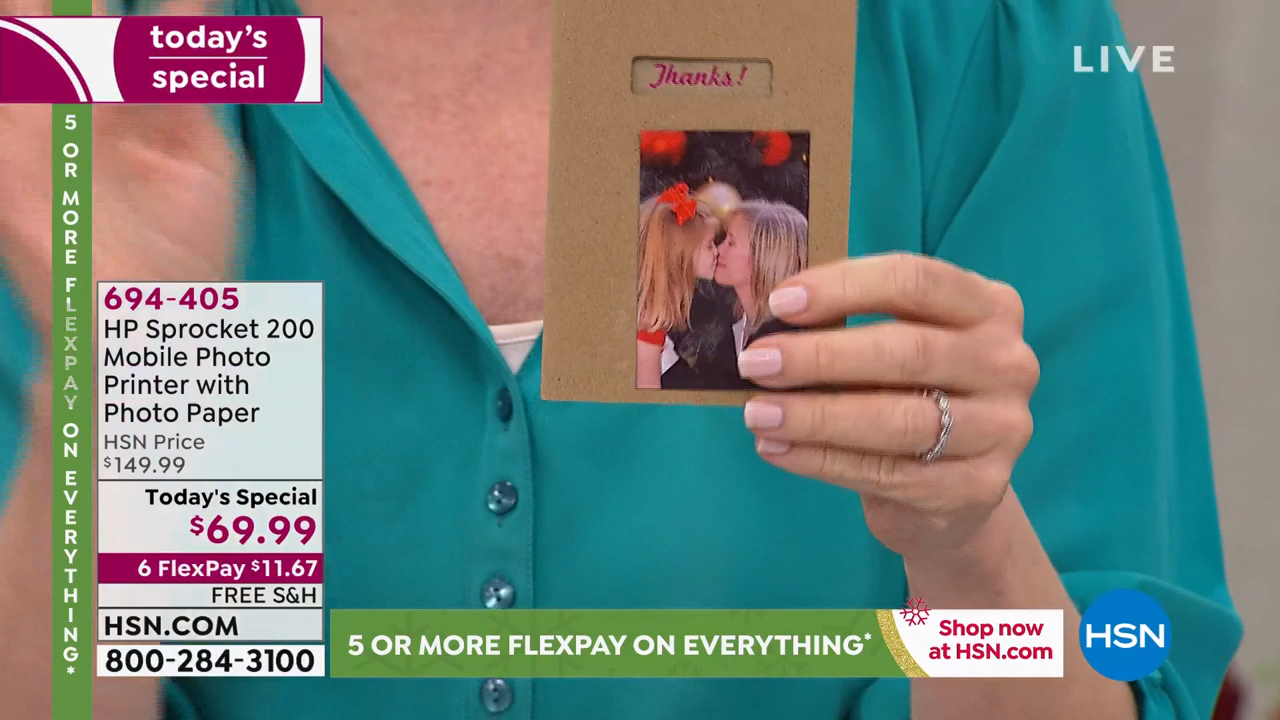 today's
special
LIVE
Thanks!
5 OR MORE FLEXPAY ON EVERYTHING*
694-405
HP Sprocket 200
Mobile Photo
Printer with
Photo Paper
HSN Price
$149.99
Today's Special
$69.99
6 FlexPay $11.67
FREE S&H
HSN.COM
800-284-3100
5 OR MORE FLEXPAY ON EVERYTHING*
Shop now
at HSN.com
HSN